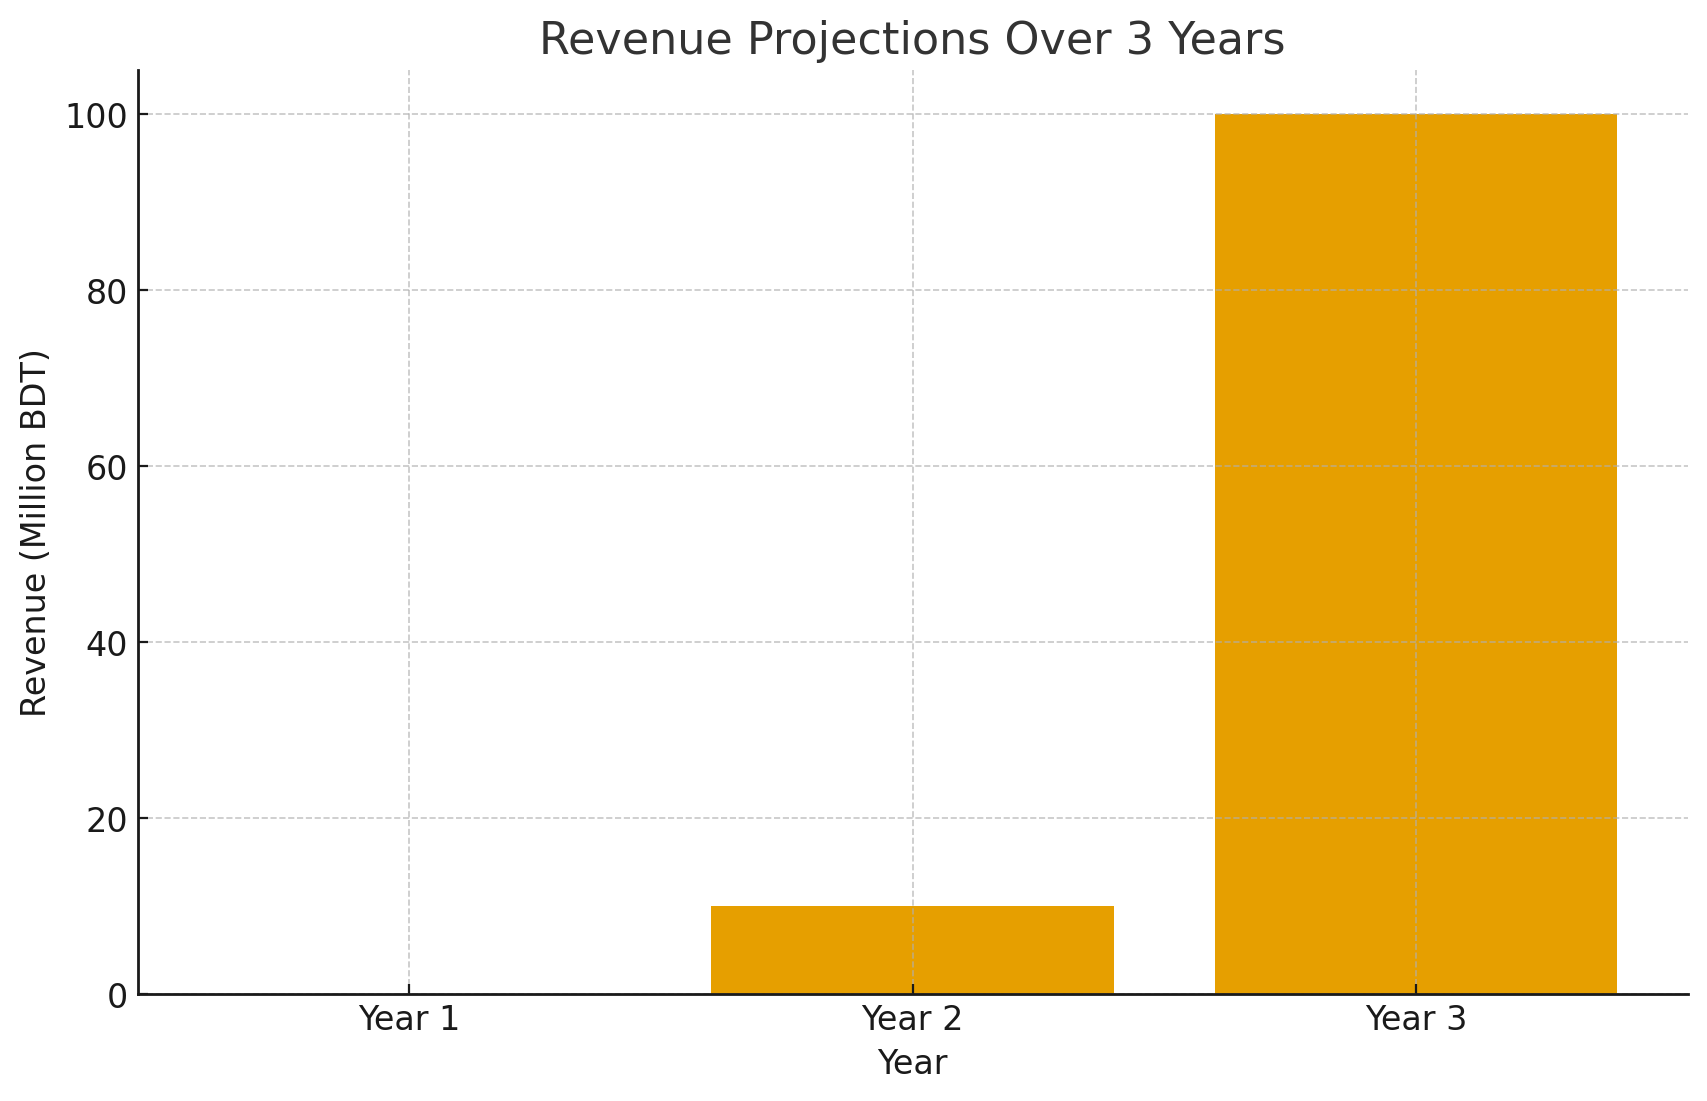 Revenue Projections Over 3 Years
100
80
60
40
20
0
Revenue (Million BDT)
Year 1
Year 2
Year 3
Year